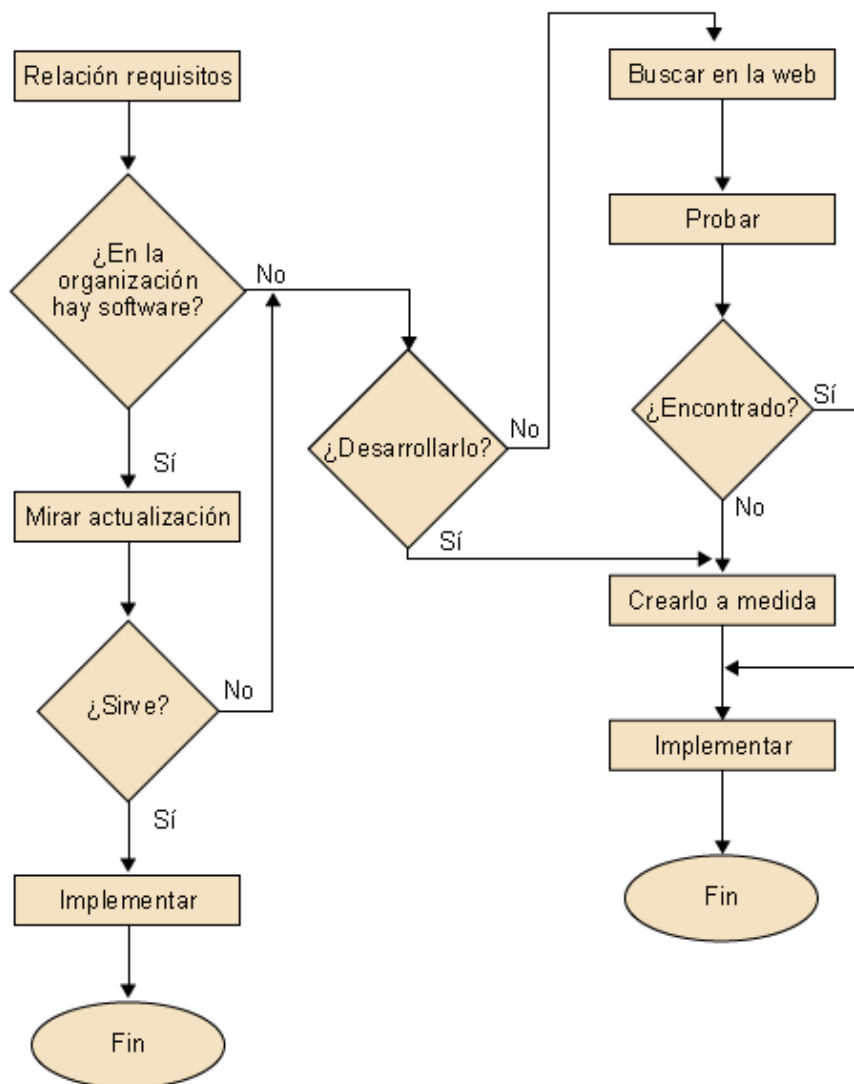 Relación requisitos
¿En la
organización
hay software?
No
Sí
Mirar actualización
¿Sirve?
No
Sí
Implementar
Fin
¿Desarrollarlo?
No
Sí
Buscar en la web
Probar
¿Encontrado?
Sí
No
Crearlo a medida
Implementar
Fin